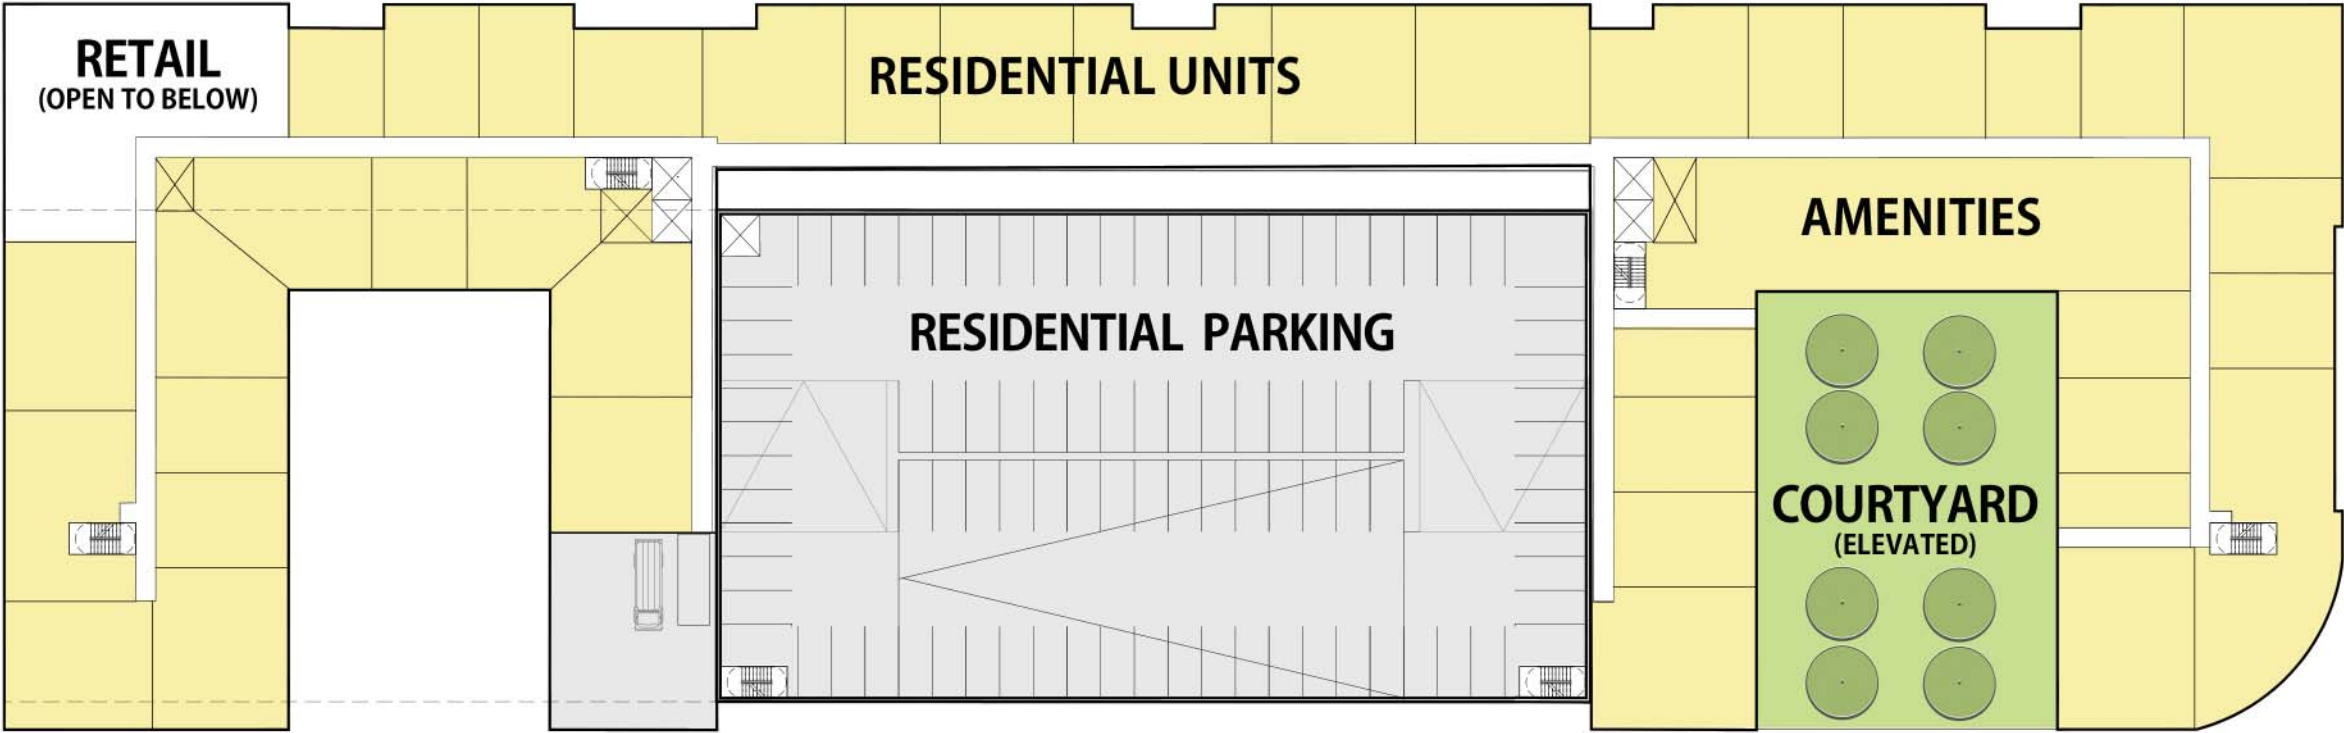 RETAIL
(OPEN TO BELOW)
RESIDENTIAL UNITS
AMENITIES
RESIDENTIAL PARKING
COURTYARD
(ELEVATED)